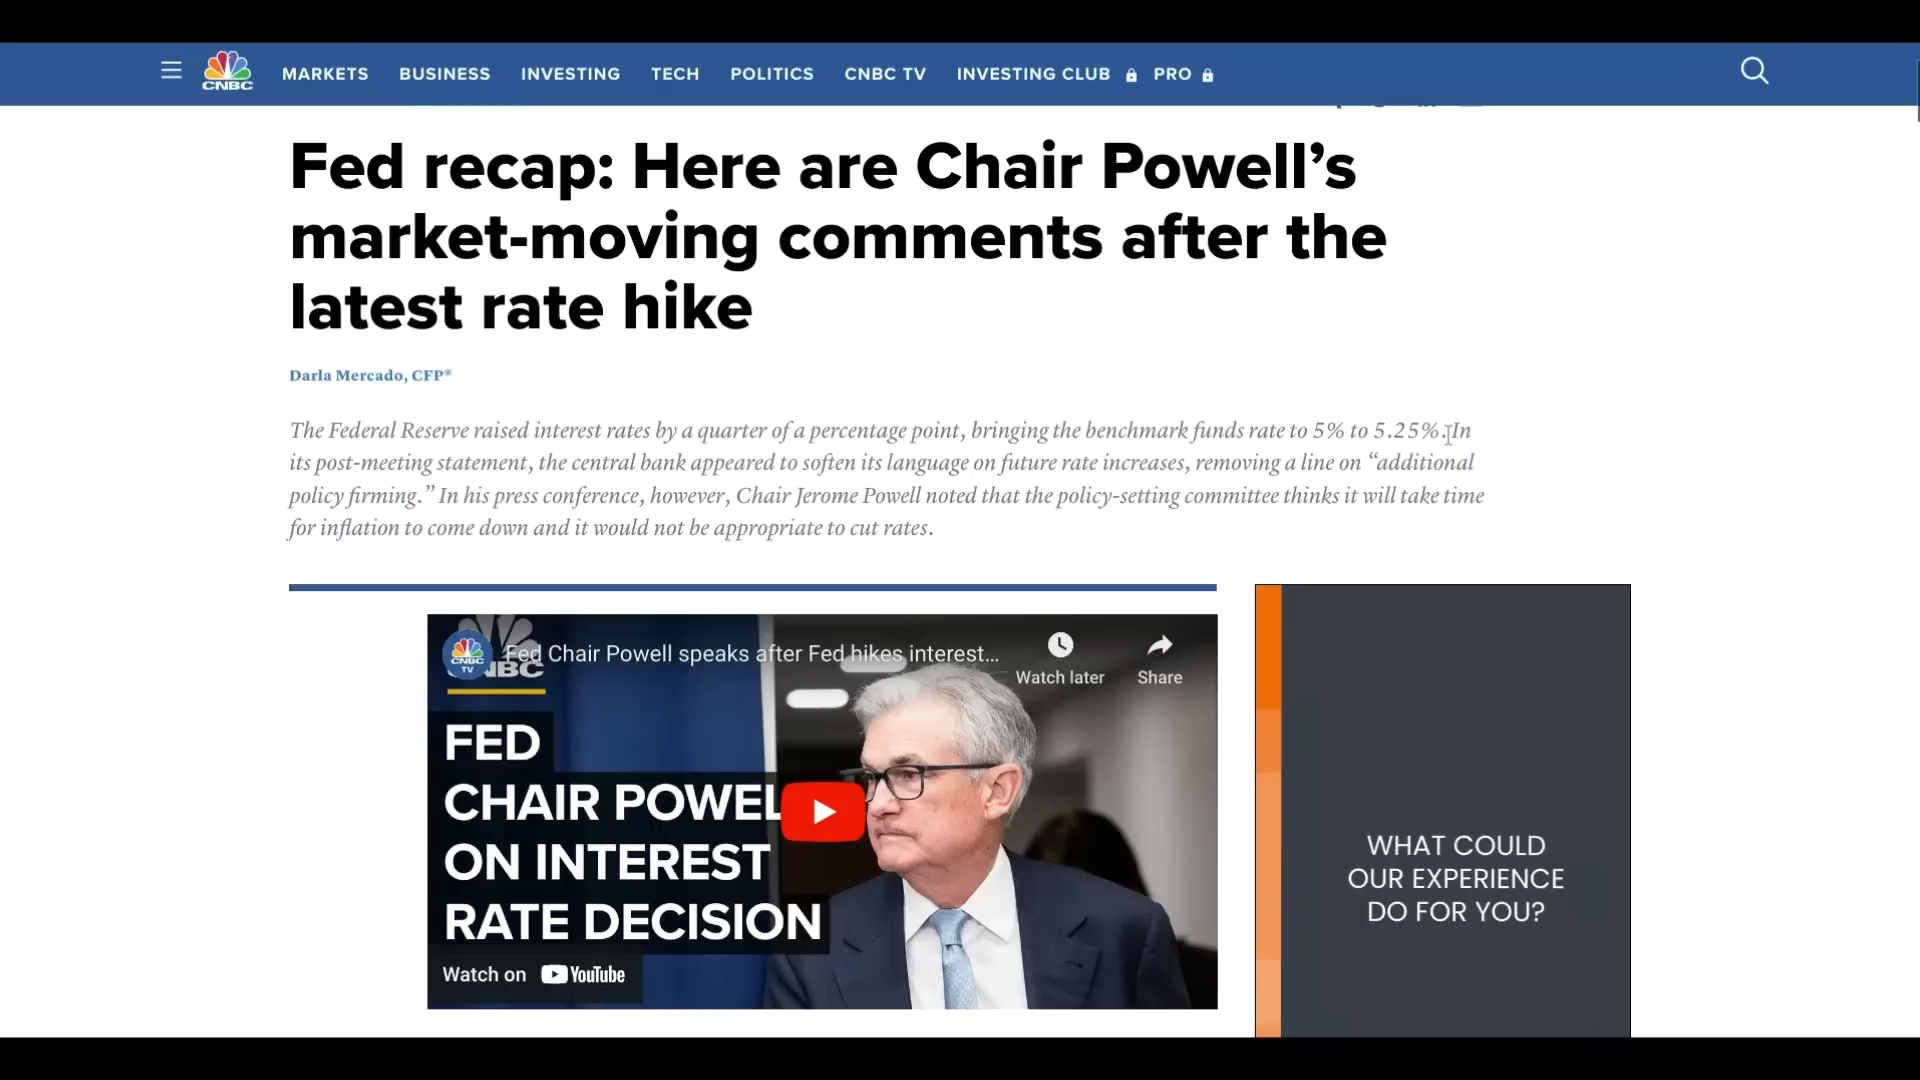 CNBC
MARKETS BUSINESS INVESTING TECH POLITICS CNBC TV INVESTING CLUB PRO
Fed recap: Here are Chair Powell’s
market-moving comments after the
latest rate hike
Darla Mercado, CFP®
The Federal Reserve raised interest rates by a quarter of a percentage point, bringing the benchmark funds rate to 5% to 5.25%. In
its post-meeting statement, the central bank appeared to soften its language on future rate increases, removing a line on “additional
policy firming.” In his press conference, however, Chair Jerome Powell noted that the policy-setting committee thinks it will take time
for inflation to come down and it would not be appropriate to cut rates.
CNBC
TV
NBC
Fed Chair Powell speaks after Fed hikes interest...
Watch later
Share
FED
CHAIR POWEL
ON INTEREST
RATE DECISION
Watch on YouTube
WHAT COULD
OUR EXPERIENCE
DO FOR YOU?